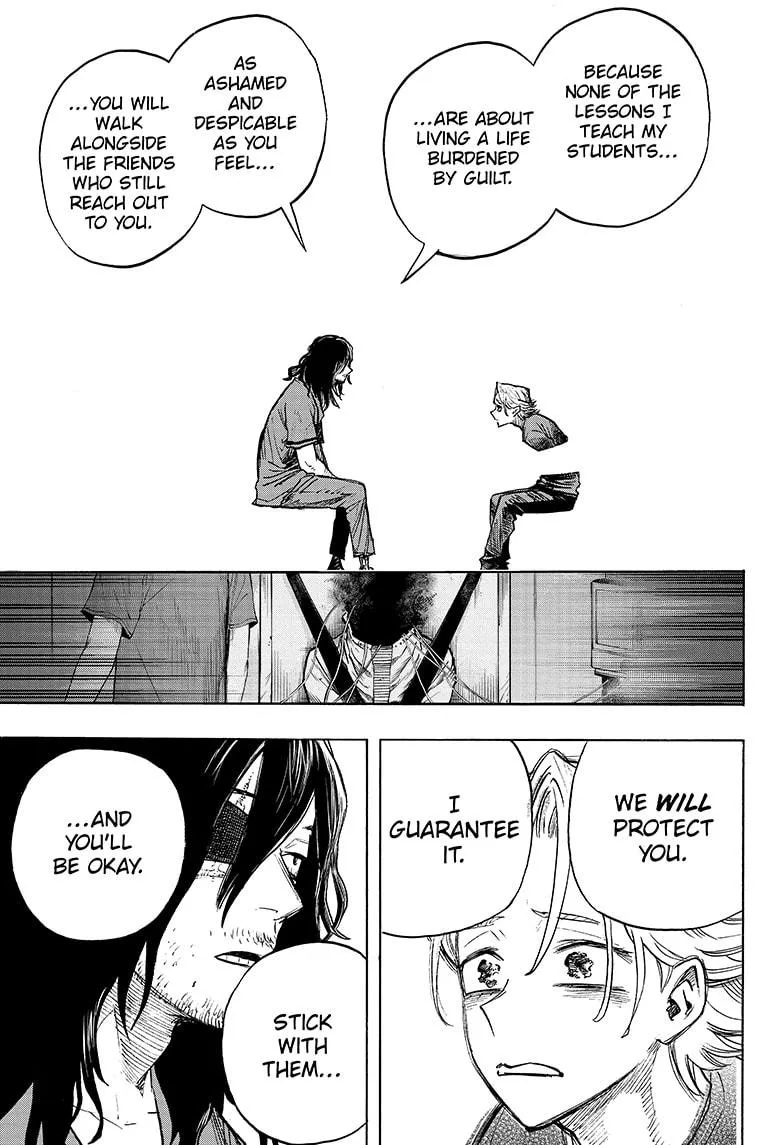 BECAUSE
NONE OF THE
LESSONS I
TEACH MY
STUDENTS...
...ARE ABOUT
LIVING A LIFE
BURDENED
BY GUILT.
AS
ASHAMED
AND
DESPICABLE
AS YOU
FEEL...
...YOU WILL
WALK
ALONGSIDE
THE FRIENDS
WHO STILL
REACH OUT
TO YOU.
WE WILL
PROTECT
YOU.
I
GUARANTEE
IT.
STICK
WITH
THEM...
...AND
YOU'LL
BE OKAY.